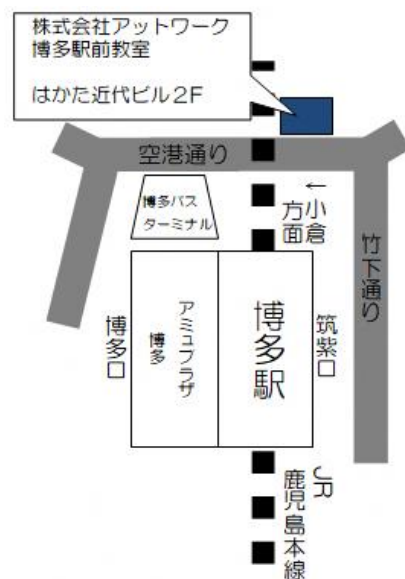 株式会社アットワーク
博多駅前教室
はかた近代ビル2F
空港通り
博多バス
ターミナル
←小倉
方面
竹下通り
博多口
アミュプラザ
博多
博多駅
筑紫口
JR
鹿児島本線